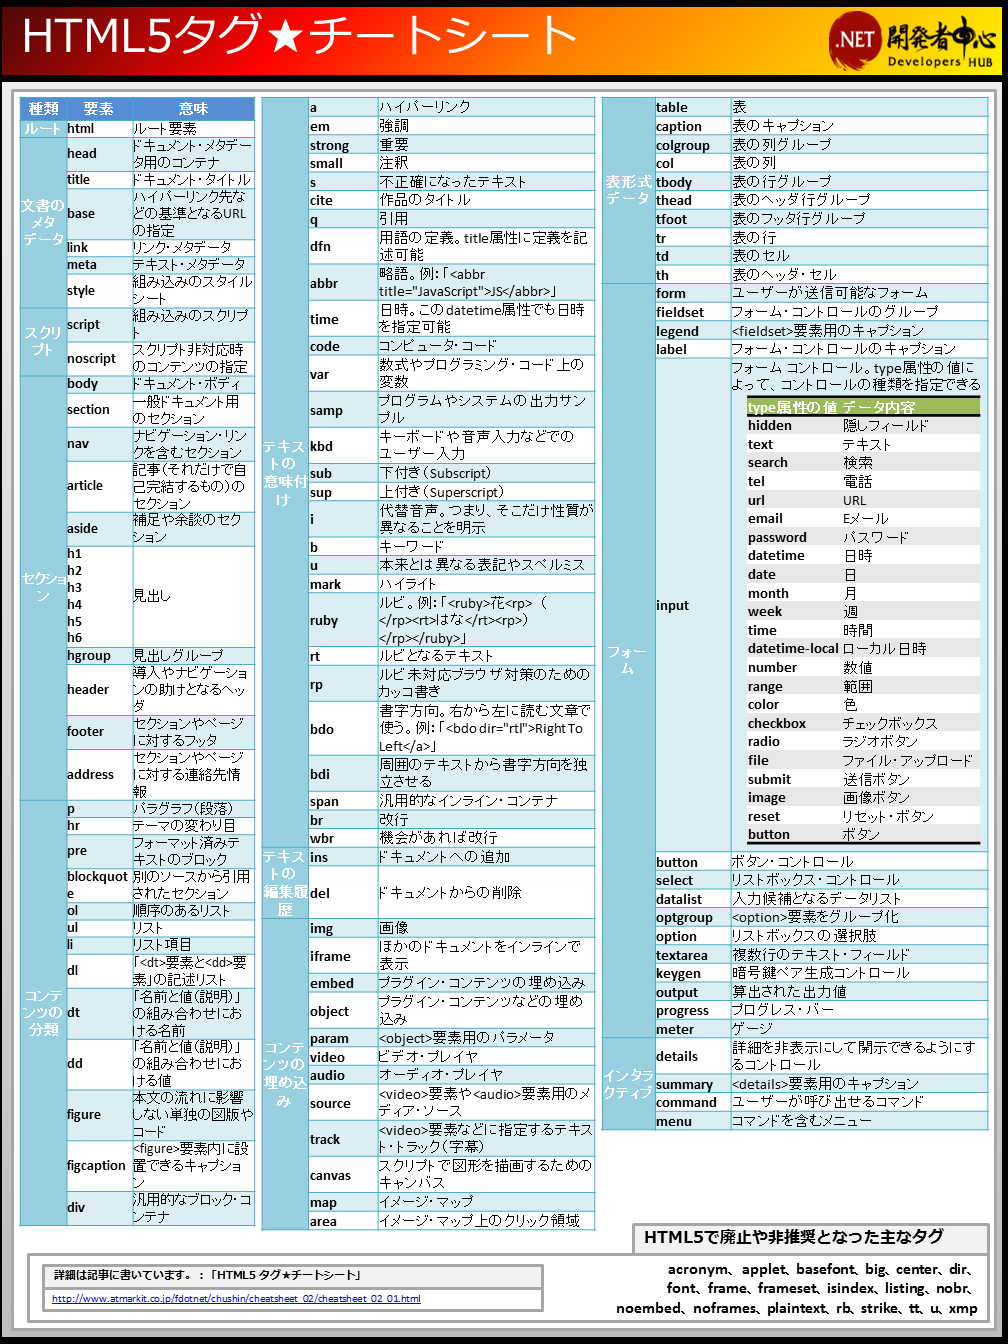 HTML5タグ★チートシート
.NET 開発者中心
Developers HUB
種類 要素 意味
ルート html ルート要素
文書のメタデータ
head ドキュメント・メタデー
タ用のコンテナ
title ドキュメント・タイトル
base ハイパーリンク先な
どの基準となるURL
の指定
link リンク・メタデータ
meta テキスト・メタデータ
style 組み込みのスタイル
シート
スクリプト
script 組み込みのスクリプ
ト
noscript スクリプト非対応時
のコンテンツの指定
セクション
body ドキュメント・ボディ
section 一般ドキュメント用
のセクション
nav ナビゲーション・リン
クを含むセクション
article 記事（それだけで自
己完結するもの）の
セクション
aside 補足や余談のセク
ション
h1
h2
h3
h4
h5
h6
見出し
hgroup 見出しグループ
header 導入やナビゲーショ
ンの助けとなるヘッ
ダ
footer セクションやページ
に対するフッタ
address セクションやページ
に対する連絡先情
報
コンテンツの分類
p パラグラフ（段落）
hr テーマの変わり目
pre フォーマット済みテ
キストのブロック
blockquot
e
別のソースから引用
されたセクション
ol 順序のあるリスト
ul リスト
li リスト項目
dl 「<dt>要素と<dd>要
素」の記述リスト
dt 「名前と値（説明）」
の組み合わせにお
ける名前
dd 「名前と値（説明）」
の組み合わせにお
ける値
figure 本文の流れに影響
しない単独の図版や
コード
figcaption <figure>要素内に設
置できるキャプショ
ン
div 汎用的なブロック・コ
ンテナ
テキストの意味付け
a ハイパーリンク
em 強調
strong 重要
small 注釈
s 不正確になったテキスト
cite 作品のタイトル
q 引用
dfn 用語の定義。title属性に定義を記
述可能
abbr 略語。例：「<abbr
title="JavaScript">JS</abbr>」
time 日時。このdatetime属性でも日時
を指定可能
code コンピュータ・コード
var 数式やプログラミング・コード上の
変数
samp プログラムやシステムの出力サン
プル
kbd キーボードや音声入力などでの
ユーザー入力
sub 下付き（Subscript）
sup 上付き（Superscript）
i 代替音声。つまり、そこだけ性質が
異なることを明示
b キーワード
u 本来とは異なる表記やスペルミス
mark ハイライト
ruby ルビ。例：「<ruby>花<rp>（
</rp><rt>はな</rt><rp>）
</rp></ruby>」
rt ルビとなるテキスト
rp ルビ未対応ブラウザ対策のための
カッコ書き
bdo 書字方向。右から左に読む文章で
使う。例：「<bdo dir="rtl">Right To
Left</a>」
bdi 周囲のテキストから書字方向を独
立させる
span 汎用的なインライン・コンテナ
br 改行
wbr 機会があれば改行
テキストの編集履歴
ins ドキュメントへの追加
del ドキュメントからの削除
コンテンツの埋め込み
img 画像
iframe ほかのドキュメントをインラインで
表示
embed プラグイン・コンテンツの埋め込み
object プラグイン・コンテンツなどの埋め
込み
param <object>要素用のパラメータ
video ビデオ・プレイヤ
audio オーディオ・プレイヤ
source <video>要素や<audio>要素用のメ
ディア・ソース
track <video>要素などに指定するテキス
ト・トラック（字幕）
canvas スクリプトで図形を描画するための
キャンバス
map イメージ・マップ
area イメージ・マップ上のクリック領域
表形式データ
table 表
caption 表のキャプション
colgroup 表の列グループ
col 表の列
tbody 表の行グループ
thead 表のヘッダ行グループ
tfoot 表のフッタ行グループ
tr 表の行
td 表のセル
th 表のヘッダ・セル
フォーム
form ユーザーが送信可能なフォーム
fieldset フォーム・コントロールのグループ
legend <fieldset>要素用のキャプション
label フォーム・コントロールのキャプション
input フォームコントロール。type属性の値に
よって、コントロールの種類を指定できる
type属性の値 データ内容
hidden 隠しフィールド
text テキスト
search 検索
tel 電話
url URL
email Eメール
password パスワード
datetime 日時
date 日
month 月
week 週
time 時間
datetime-local ローカル日時
number 数値
range 範囲
color 色
checkbox チェックボックス
radio ラジオボタン
file ファイル・アップロード
submit 送信ボタン
image 画像ボタン
reset リセット・ボタン
button ボタン
button ボタン・コントロール
select リストボックス・コントロール
datalist 入力候補となるデータリスト
optgroup <option>要素をグループ化
option リストボックスの選択肢
textarea 複数行のテキスト・フィールド
keygen 暗号鍵ペア生成コントロール
output 算出された出力値
progress プログレス・バー
meter ゲージ
インタラクティブ
details 詳細を非表示にして開示できるようにす
るコントロール
summary <details>要素用のキャプション
command ユーザーが呼び出せるコマンド
menu コマンドを含むメニュー
HTML5で廃止や非推奨となった主なタグ
acronym、applet、basefont、big、center、dir、
font、frame、frameset、isindex、listing、nobr、
noembed、noframes、plaintext、rb、strike、tt、u、xmp
詳細は記事に書いています。：「HTML5 タグ★チートシート」
http://www.atmarkit.co.jp/fdotnet/chushin/cheatsheet_02/cheatsheet_02_01.html